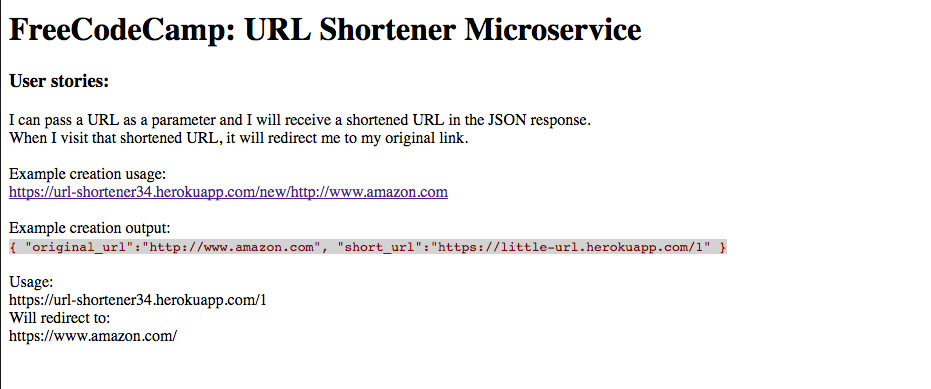 FreeCodeCamp: URL Shortener Microservice
User stories:
I can pass a URL as a parameter and I will receive a shortened URL in the JSON response.
When I visit that shortened URL, it will redirect me to my original link.
Example creation usage:
https://url-shortener34.herokuapp.com/new/http://www.amazon.com
Example creation output:
{ "original_url":"http://www.amazon.com", "short_url":"https://little-url.herokuapp.com/1" }
Usage:
https://url-shortener34.herokuapp.com/1
Will redirect to:
https://www.amazon.com/